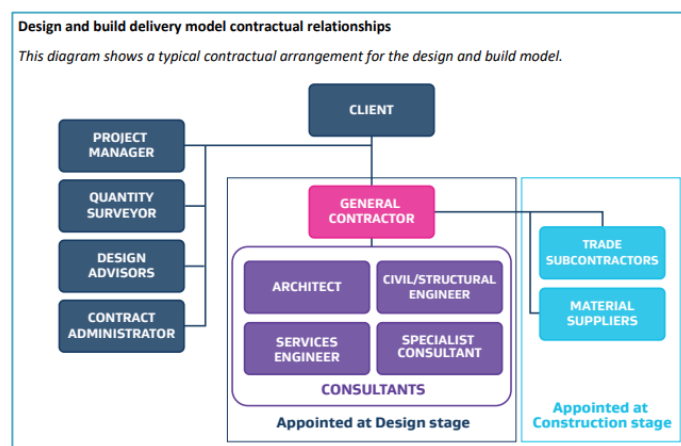 Design and build delivery model contractual relationships
This diagram shows a typical contractual arrangement for the design and build model.
CLIENT
PROJECT
MANAGER
QUANTITY
SURVEYOR
DESIGN
ADVISORS
CONTRACT
ADMINISTRATOR
GENERAL
CONTRACTOR
ARCHITECT
CIVIL/STRUCTURAL
ENGINEER
SERVICES
ENGINEER
SPECIALIST
CONSULTANT
CONSULTANTS
Appointed at Design stage
TRADE
SUBCONTRACTORS
MATERIAL
SUPPLIERS
Appointed at
Construction stage